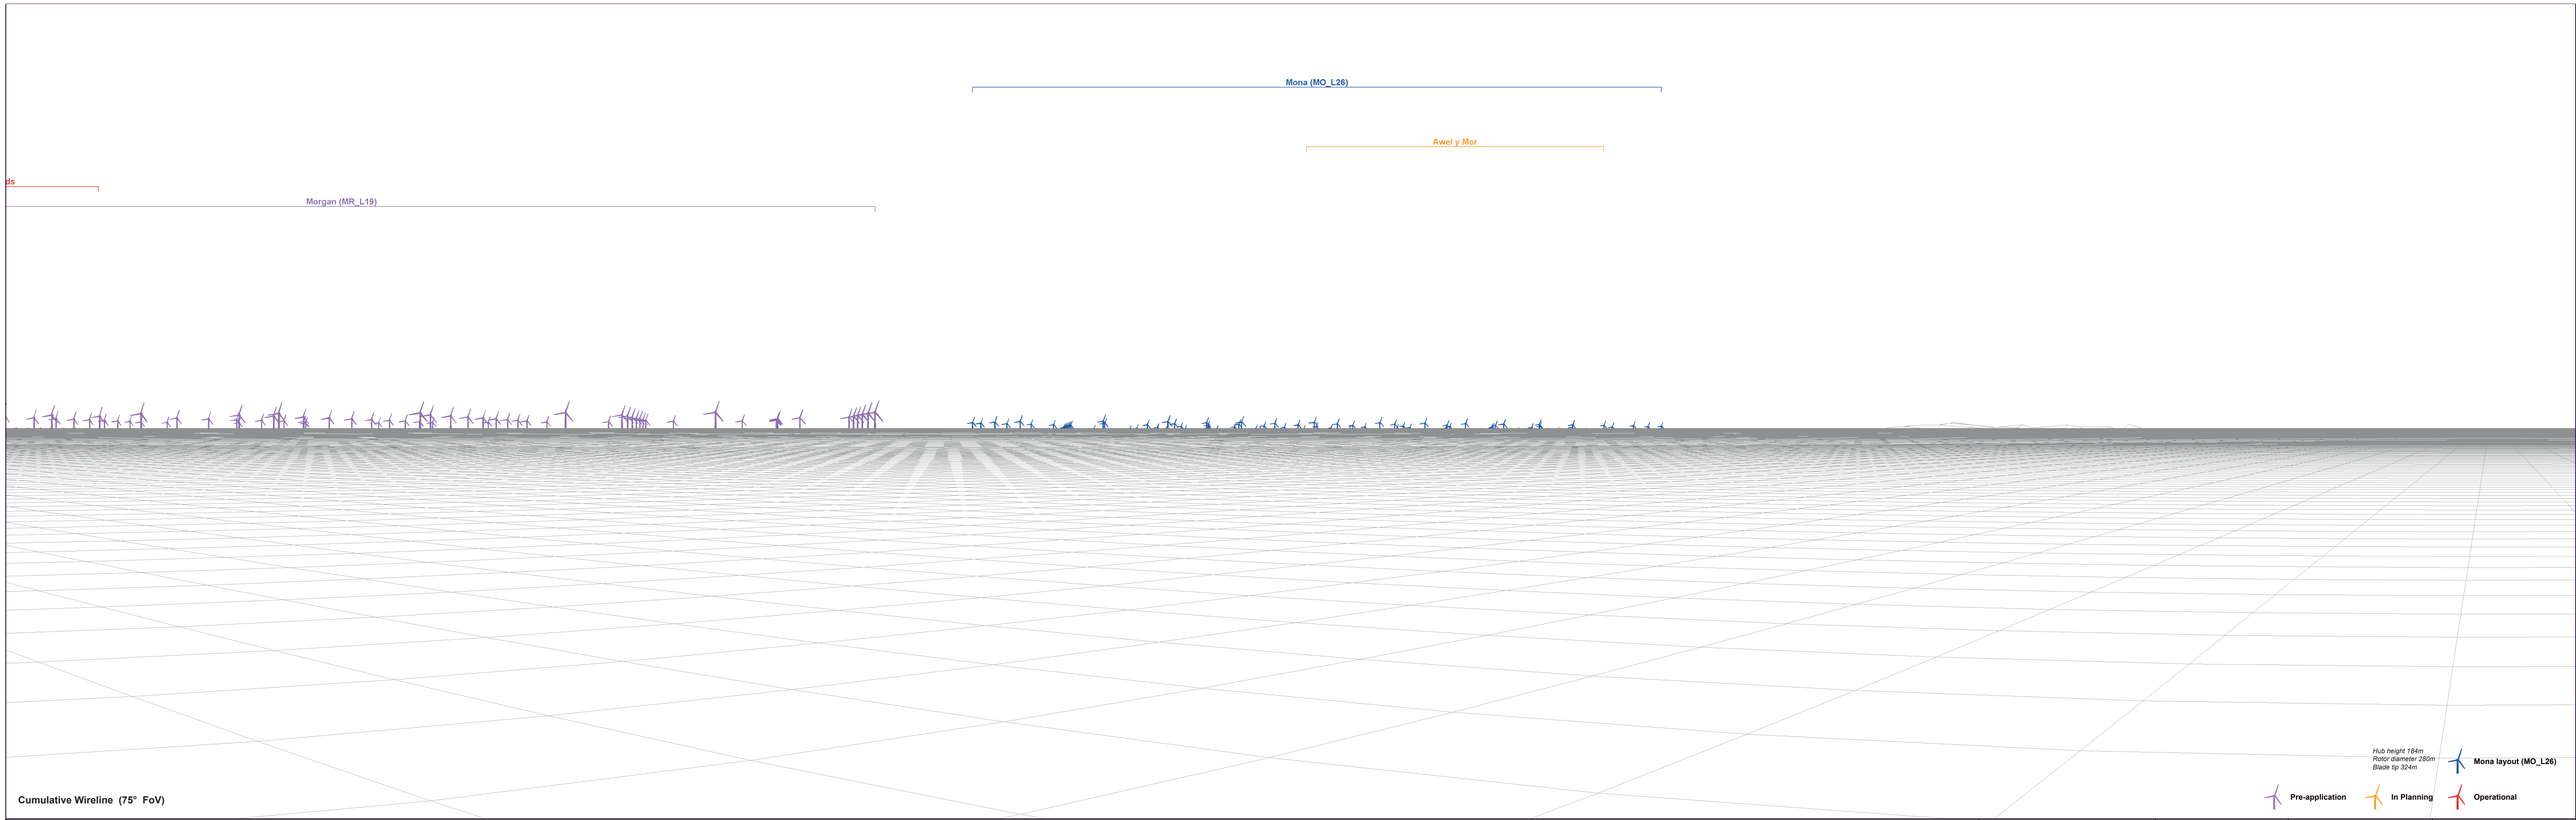 Mona (MO_L26)
Awel y Mor
ds
Morgan (MR_L19)
Hub height 184m
Rotor diameter 280m
Blade tip 324m
Mona layout (MO_L26)
Cumulative Wireline (75° FoV)
Pre-application
In Planning
Operational